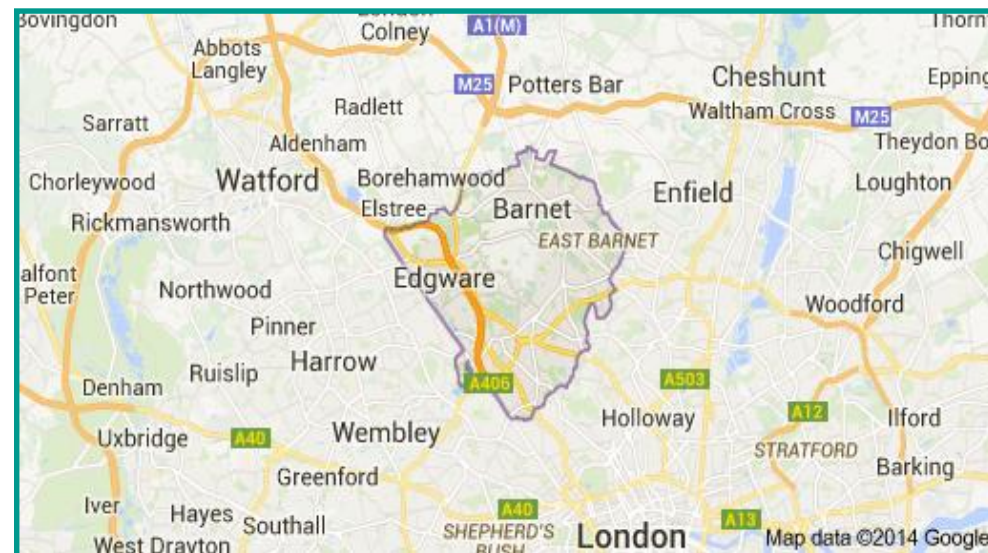 Bovingdon
London
Colney
A1(M)
Thorn
Abbots
Langley
M25
Potters Bar
Cheshunt
Epping
Radlett
Waltham Cross
M25
Sarratt
Aldenham
Theydon Bo
Chorleywood
Watford
Borehamwood
Enfield
Loughton
Rickmansworth
Elstree
Barnet
EAST BARNET
Chigwell
alfont
Peter
Northwood
Edgware
Woodford
Pinner
Harrow
Ruislip
Denham
A406
A503
A12
Ilford
Holloway
Uxbridge
A40
Wembley
STRATFORD
Barking
Greenford
Iver
Hayes
Southall
A40
A13
West Drayton
SHEPHERD'S
BUSH
London
Map data ©2014 Google